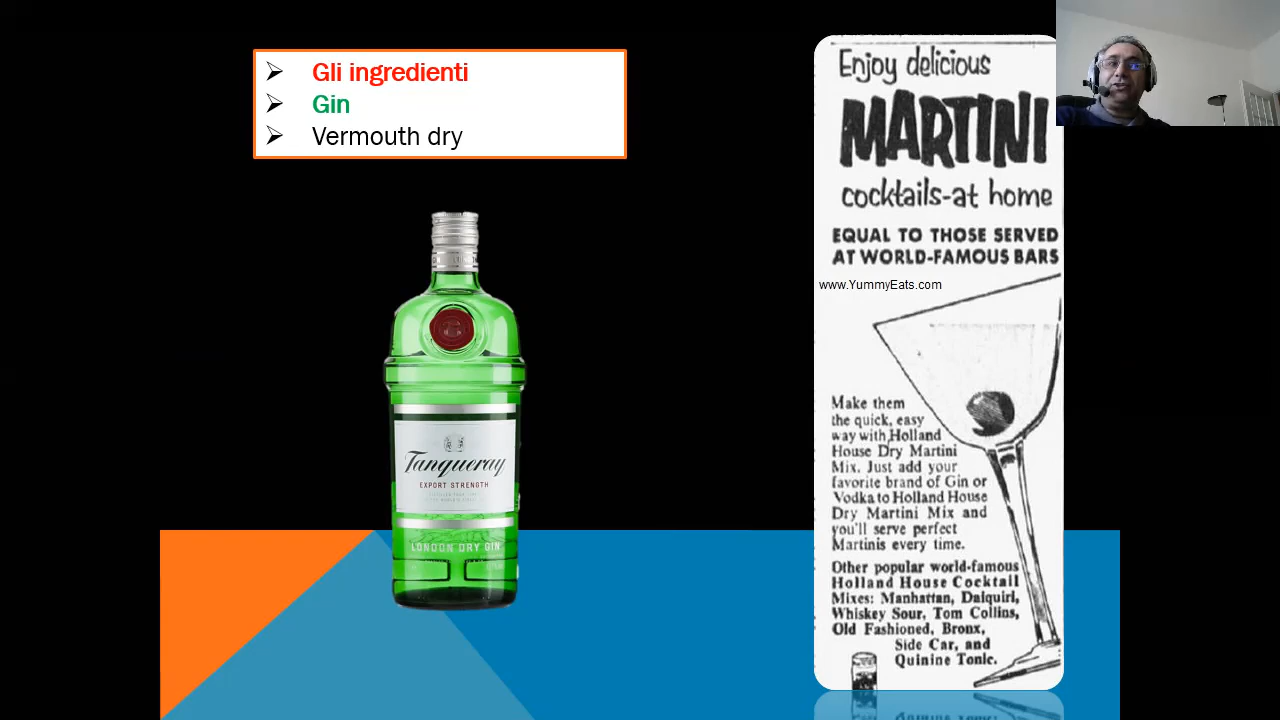 Gli ingredienti
Gin
Vermouth dry
Tanqueray
EXPORT STRENGTH
LONDON DRY GIN
Enjoy delicious
MARTINI
cocktails-at home
EQUAL TO THOSE SERVED
AT WORLD-FAMOUS BARS
www.YummyEats.com
Make them
the quick, easy
way with Holland
House Dry Martini
Mix. Just add your
favorite brand of Gin or
Vodka to Holland House
Dry Martini Mix and
you'll serve perfect
Martinis every time.
Other popular world-famous
Holland House Cocktail
Mixes: Manhattan, Daiquiri,
Whiskey Sour, Tom Collins,
Old Fashioned, Bronx,
Side Car, and
Quinine Tonic.